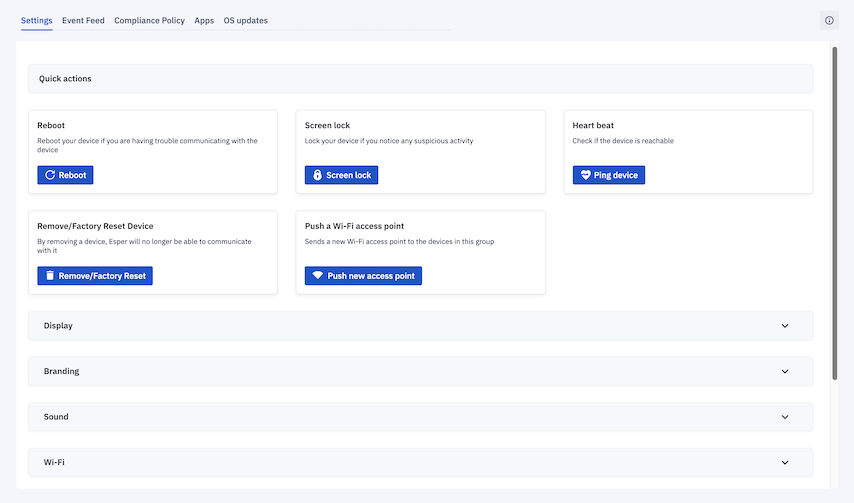 Settings Event Feed Compliance Policy Apps OS updates
Quick actions
Reboot
Reboot your device if you are having trouble communicating with the
device
Reboot
Screen lock
Lock your device if you notice any suspicious activity
Screen lock
Heart beat
Check if the device is reachable
Ping device
Remove/Factory Reset Device
By removing a device, Esper will no longer be able to communicate
with it
Remove/Factory Reset
Push a Wi-Fi access point
Sends a new Wi-Fi access point to the devices in this group
Push new access point
Display
Branding
Sound
Wi-Fi